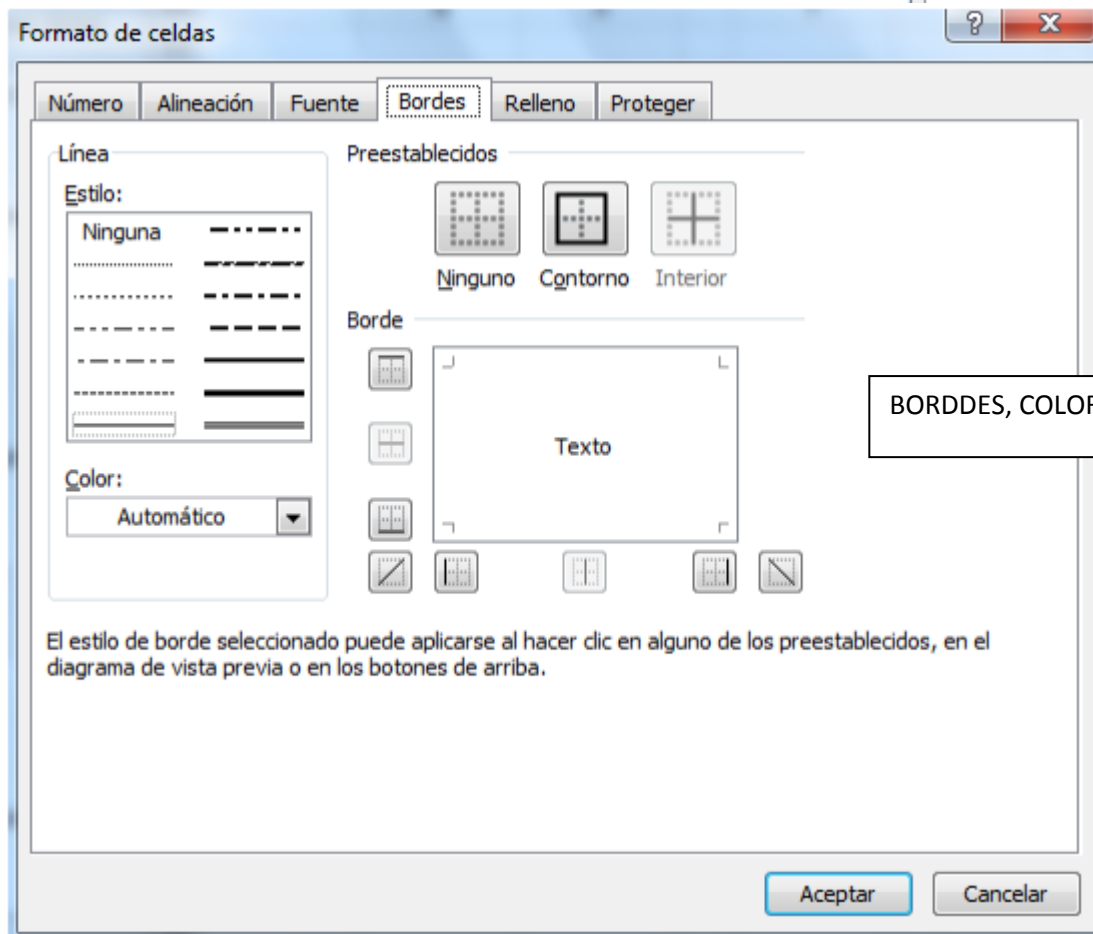 Formato de celdas
Número Alineación Fuente Bordes Relleno Proteger
Línea
Estilo:
Ninguna
Color:
Automático
Preestablecidos
Ninguno Contorno Interior
Borde
Texto
BORDDES, COLOR
El estilo de borde seleccionado puede aplicarse al hacer clic en alguno de los preestablecidos, en el
diagrama de vista previa o en los botones de arriba.
Aceptar Cancelar